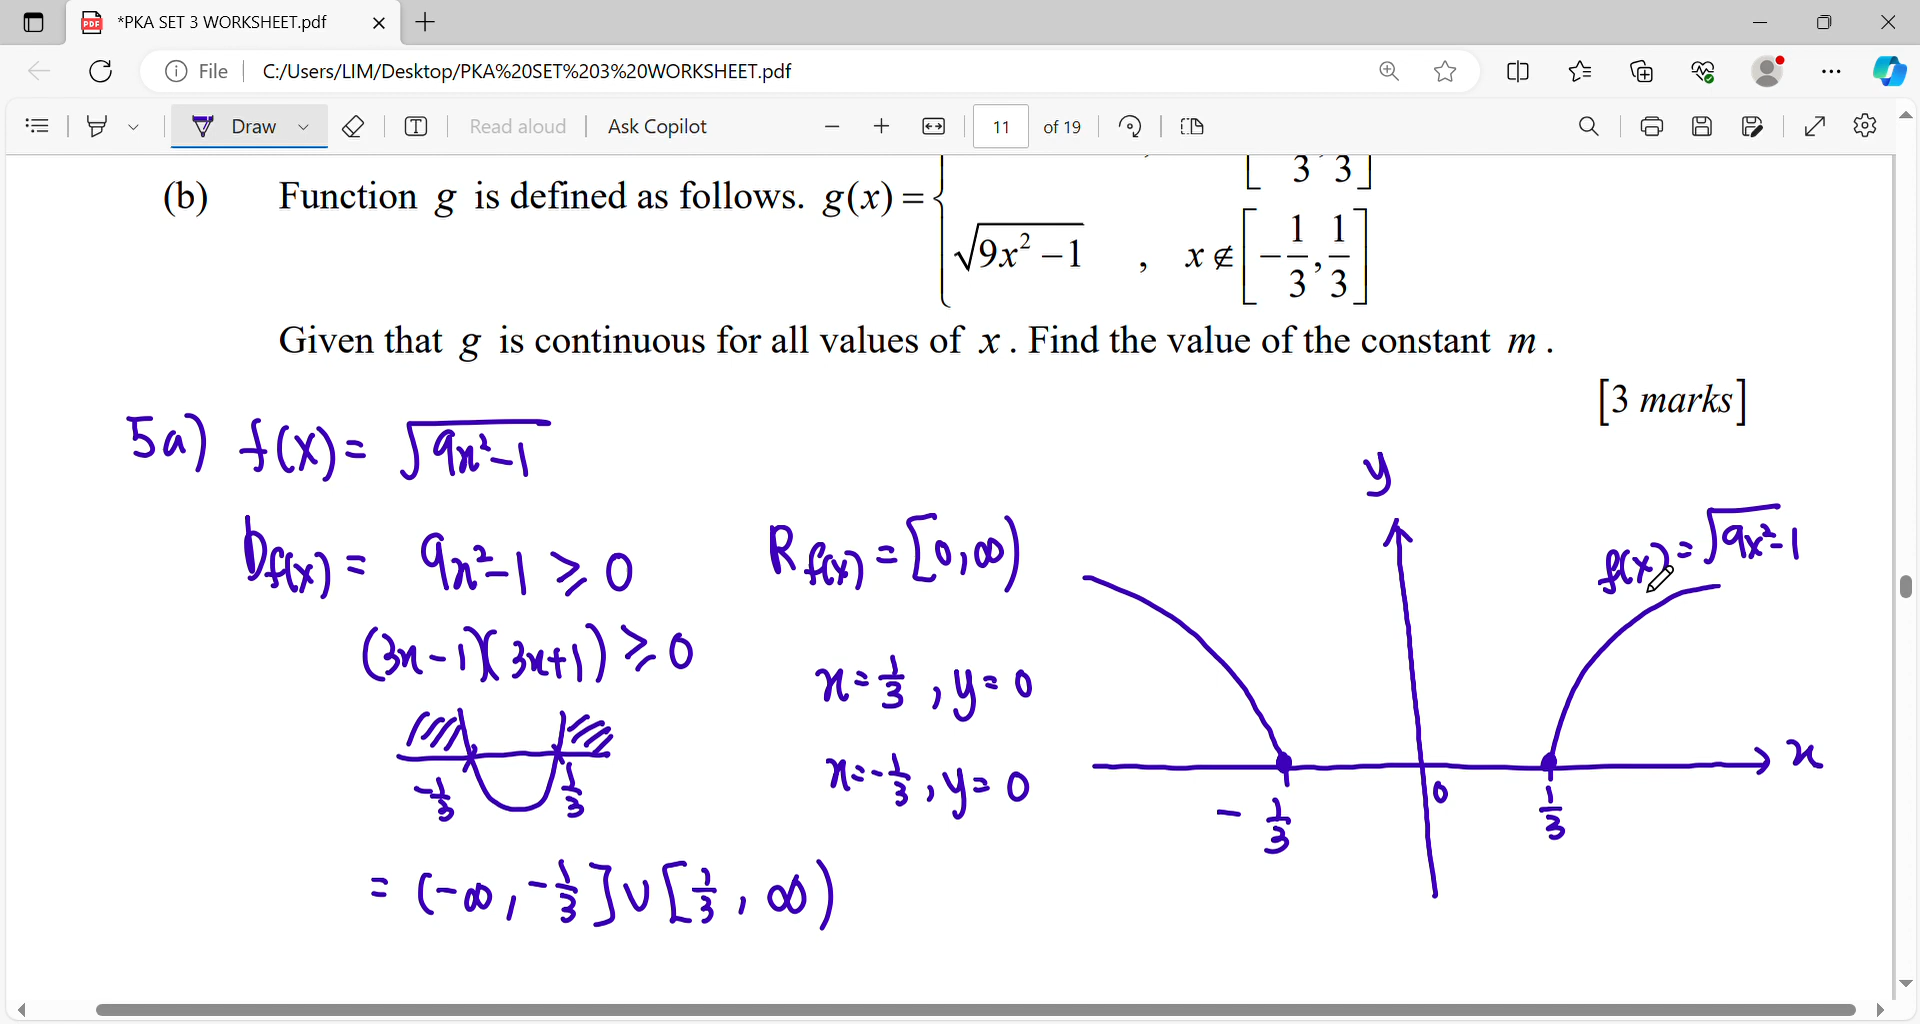 *PKA SET 3 WORKSHEET.pdf
File C:/Users/LIM/Desktop/PKA%20SET%203%20WORKSHEET.pdf
Draw Read aloud Ask Copilot 11 of 19
[ 3 , 3 ]
(b) Function g is defined as follows. g(x) = {
√(9x² − 1) , x ∉ [−1/3, 1/3]
Given that g is continuous for all values of x . Find the value of the constant m .
[3 marks]
5a) f(x) = √(9x²−1)
y
f(x) = √(9x²−1)
D f(x) = 9x²−1 ⩾ 0
R f(x) = [0, ∞)
(3x−1)(3x+1) ⩾ 0
x = 1/3 , y = 0
−1/3 1/3
x = −1/3 , y = 0
−1/3 0 1/3 x
= (−∞, −1/3] ∪ [1/3, ∞)